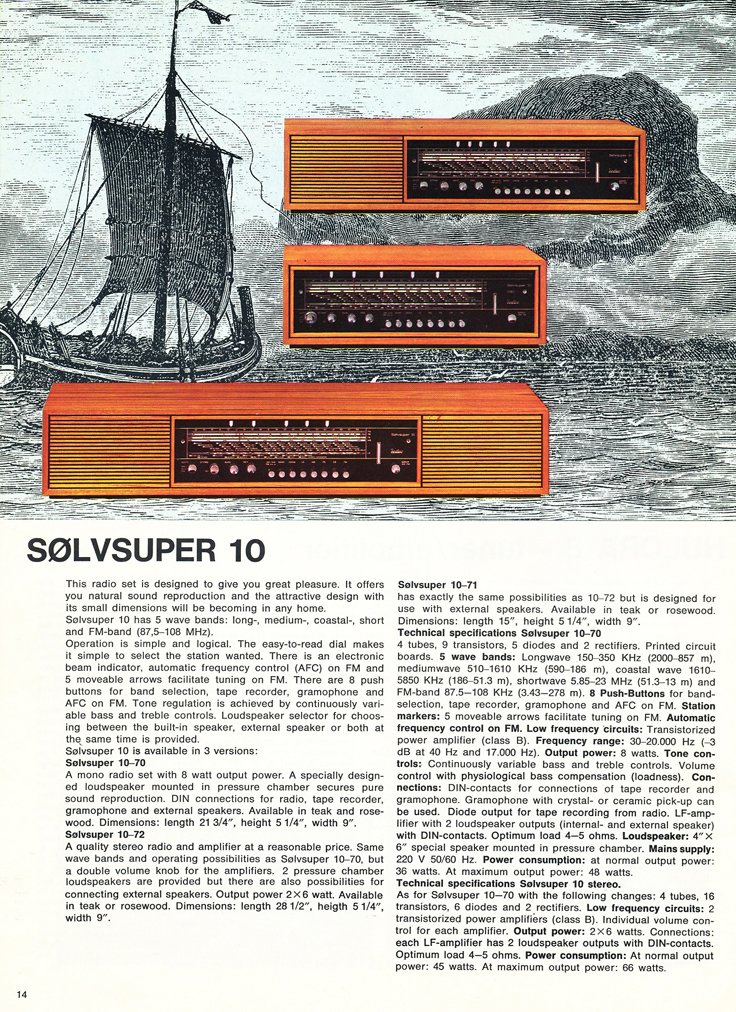 SØLVSUPER 10
This radio set is designed to give you great pleasure. It offers
you natural sound reproduction and the attractive design with
its small dimensions will be becoming in any home.
Sølvsuper 10 has 5 wave bands: long-, medium-, coastal-, short
and FM-band (87,5–108 MHz).
Operation is simple and logical. The easy-to-read dial makes
it simple to select the station wanted. There is an electronic
beam indicator, automatic frequency control (AFC) on FM and
5 moveable arrows facilitate tuning on FM. There are 8 push
buttons for band selection, tape recorder, gramophone and
AFC on FM. Tone regulation is achieved by continuously vari-
able bass and treble controls. Loudspeaker selector for choos-
ing between the built-in speaker, external speaker or both at
the same time is provided.
Sølvsuper 10 is available in 3 versions:
Sølvsuper 10–70
A mono radio set with 8 watt output power. A specially design-
ed loudspeaker mounted in pressure chamber secures pure
sound reproduction. DIN connections for radio, tape recorder,
gramophone and external speakers. Available in teak and rose-
wood. Dimensions: length 21 3/4″, height 5 1/4″, width 9″.
Sølvsuper 10–72
A quality stereo radio and amplifier at a reasonable price. Same
wave bands and operating possibilities as Sølvsuper 10–70, but
a double volume knob for the amplifiers. 2 pressure chamber
loudspeakers are provided but there are also possibilities for
connecting external speakers. Output power 2×6 watt. Available
in teak or rosewood. Dimensions: length 28 1/2″, heigth 5 1/4″,
width 9″.
Sølvsuper 10–71
has exactly the same possibilities as 10–72 but is designed for
use with external speakers. Available in teak or rosewood.
Dimensions: length 15″, height 5 1/4″, width 9″.
Technical specifications Sølvsuper 10–70
4 tubes, 9 transistors, 5 diodes and 2 rectifiers. Printed circuit
boards. 5 wave bands: Longwave 150–350 KHz (2000–857 m),
mediumwave 510–1610 KHz (590–186 m), coastal wave 1610–
5850 KHz (186–51.3 m), shortwave 5.85–23 MHz (51.3–13 m) and
FM-band 87.5—108 KHz (3.43–278 m). 8 Push-Buttons for band-
selection, tape recorder, gramophone and AFC on FM. Station
markers: 5 moveable arrows facilitate tuning on FM. Automatic
frequency control on FM. Low frequency circuits: Transistorized
power amplifier (class B). Frequency range: 30–20.000 Hz (–3
dB at 40 Hz and 17.000 Hz). Output power: 8 watts. Tone con-
trols: Continuously variable bass and treble controls. Volume
control with physiological bass compensation (loadness). Con-
nections: DIN-contacts for connections of tape recorder and
gramophone. Gramophone with crystal- or ceramic pick-up can
be used. Diode output for tape recording from radio. LF-amp-
lifier with 2 loudspeaker outputs (internal- and external speaker)
with DIN-contacts. Optimum load 4—5 ohms. Loudspeaker: 4″×
6″ special speaker mounted in pressure chamber. Mains supply:
220 V 50/60 Hz. Power consumption: at normal output power:
36 watts. At maximum output power: 48 watts.
Technical specifications Sølvsuper 10 stereo.
As for Sølvsuper 10—70 with the following changes: 4 tubes, 16
transistors, 6 diodes and 2 rectifiers. Low frequency circuits: 2
transistorized power amplifiers (class B). Individual volume con-
trol for each amplifier. Output power: 2×6 watts. Connections:
each LF-amplifier has 2 loudspeaker outputs with DIN-contacts.
Optimum load 4—5 ohms. Power consumption: At normal output
power: 45 watts. At maximum output power: 66 watts.
14